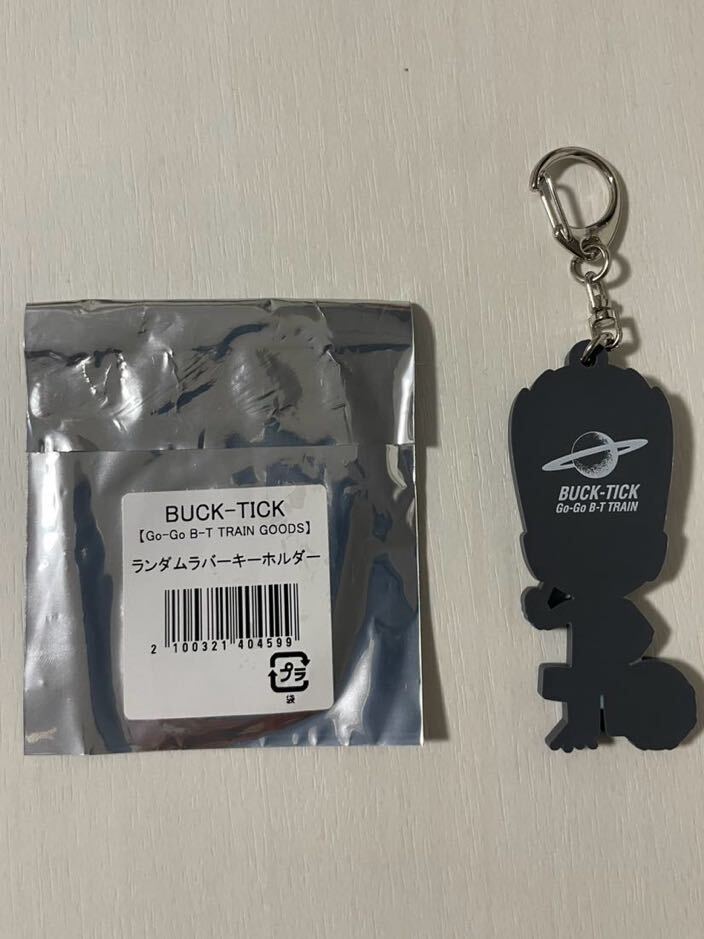 BUCK-TICK
【Go-Go B-T TRAIN GOODS】
ランダムラバーキーホルダー
2 100321 404599
プラ
袋
BUCK-TICK
Go-Go B-T TRAIN